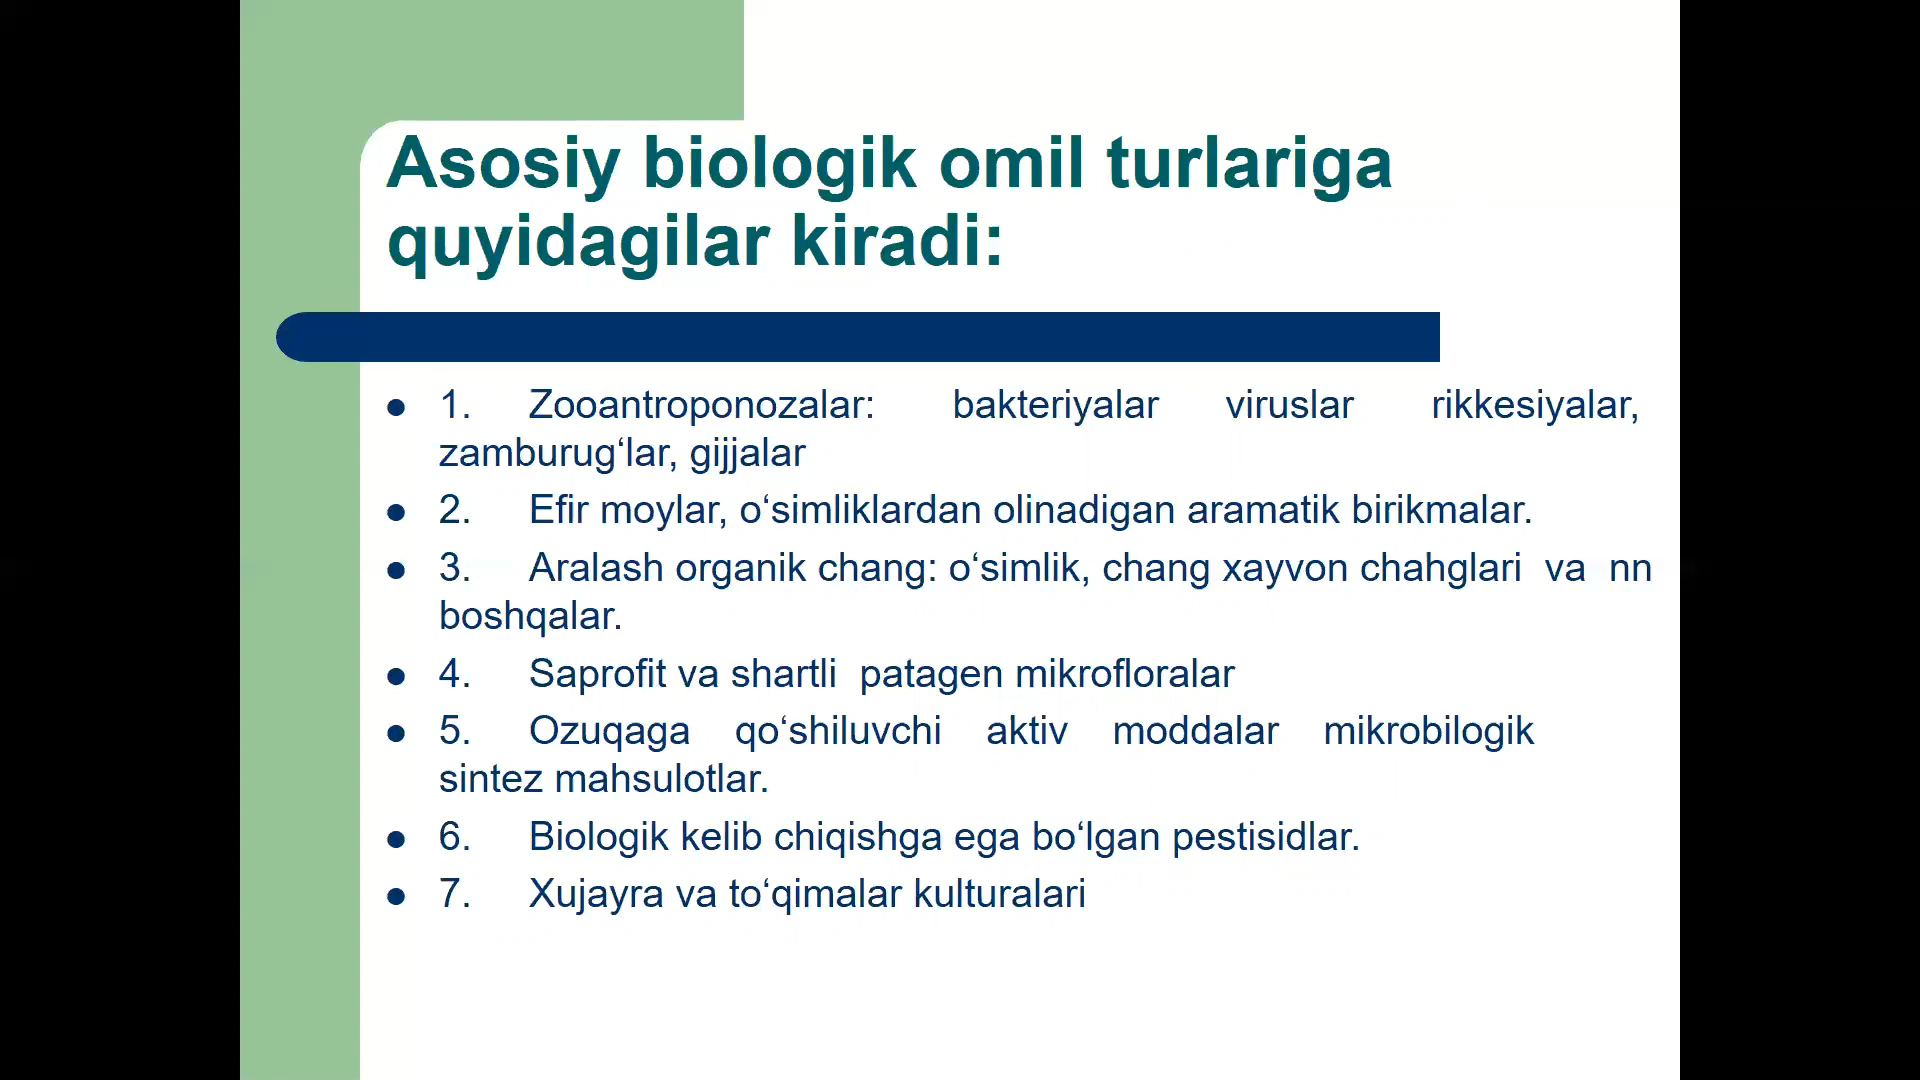 Asosiy biologik omil turlariga
quyidagilar kiradi:
● 1. Zooantroponozalar: bakteriyalar viruslar rikkesiyalar,
zamburug‘lar, gijjalar
● 2. Efir moylar, o‘simliklardan olinadigan aramatik birikmalar.
● 3. Aralash organik chang: o‘simlik, chang xayvon chahglari va nn
boshqalar.
● 4. Saprofit va shartli patagen mikrofloralar
● 5. Ozuqaga qo‘shiluvchi aktiv moddalar mikrobilogik
sintez mahsulotlar.
● 6. Biologik kelib chiqishga ega bo‘lgan pestisidlar.
● 7. Xujayra va to‘qimalar kulturalari